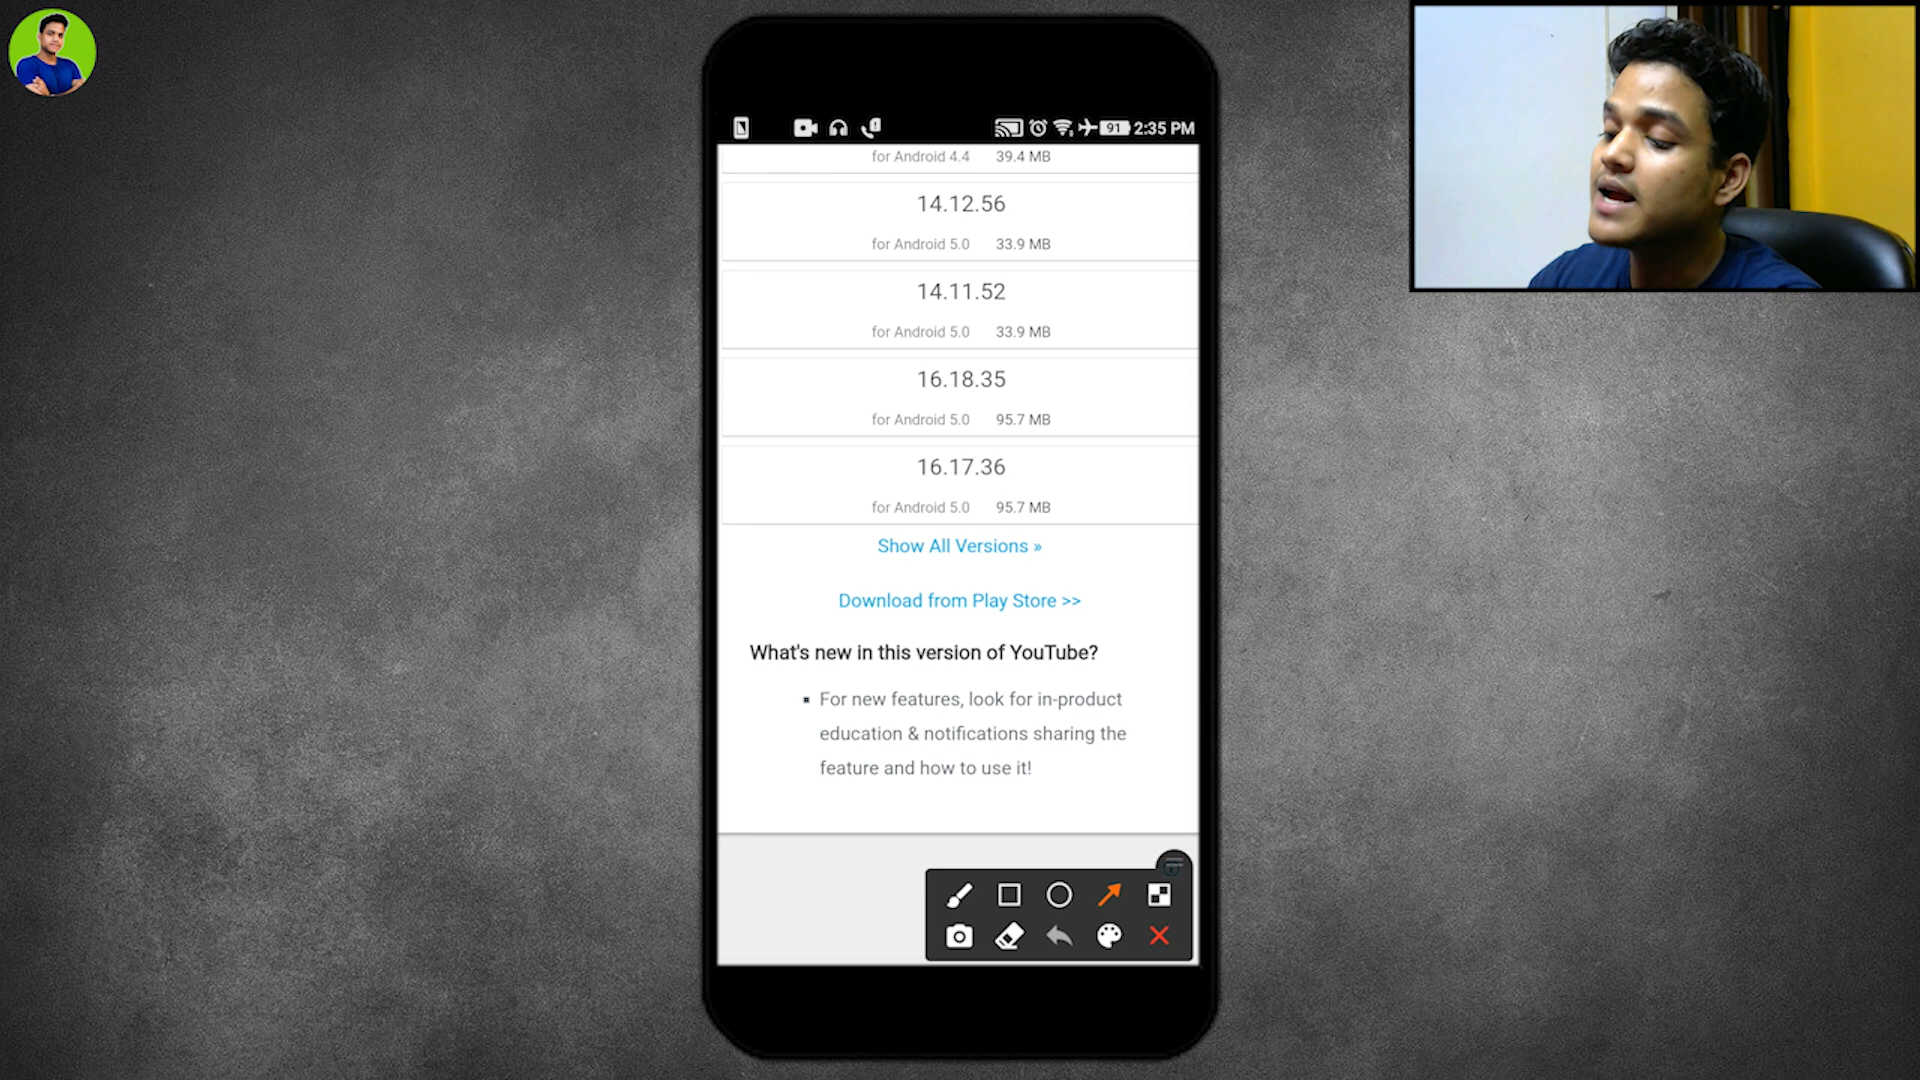 91 2:35 PM
for Android 4.4 39.4 MB
14.12.56
for Android 5.0 33.9 MB
14.11.52
for Android 5.0 33.9 MB
16.18.35
for Android 5.0 95.7 MB
16.17.36
for Android 5.0 95.7 MB
Show All Versions »
Download from Play Store >>
What's new in this version of YouTube?
▪ For new features, look for in-product
education & notifications sharing the
feature and how to use it!